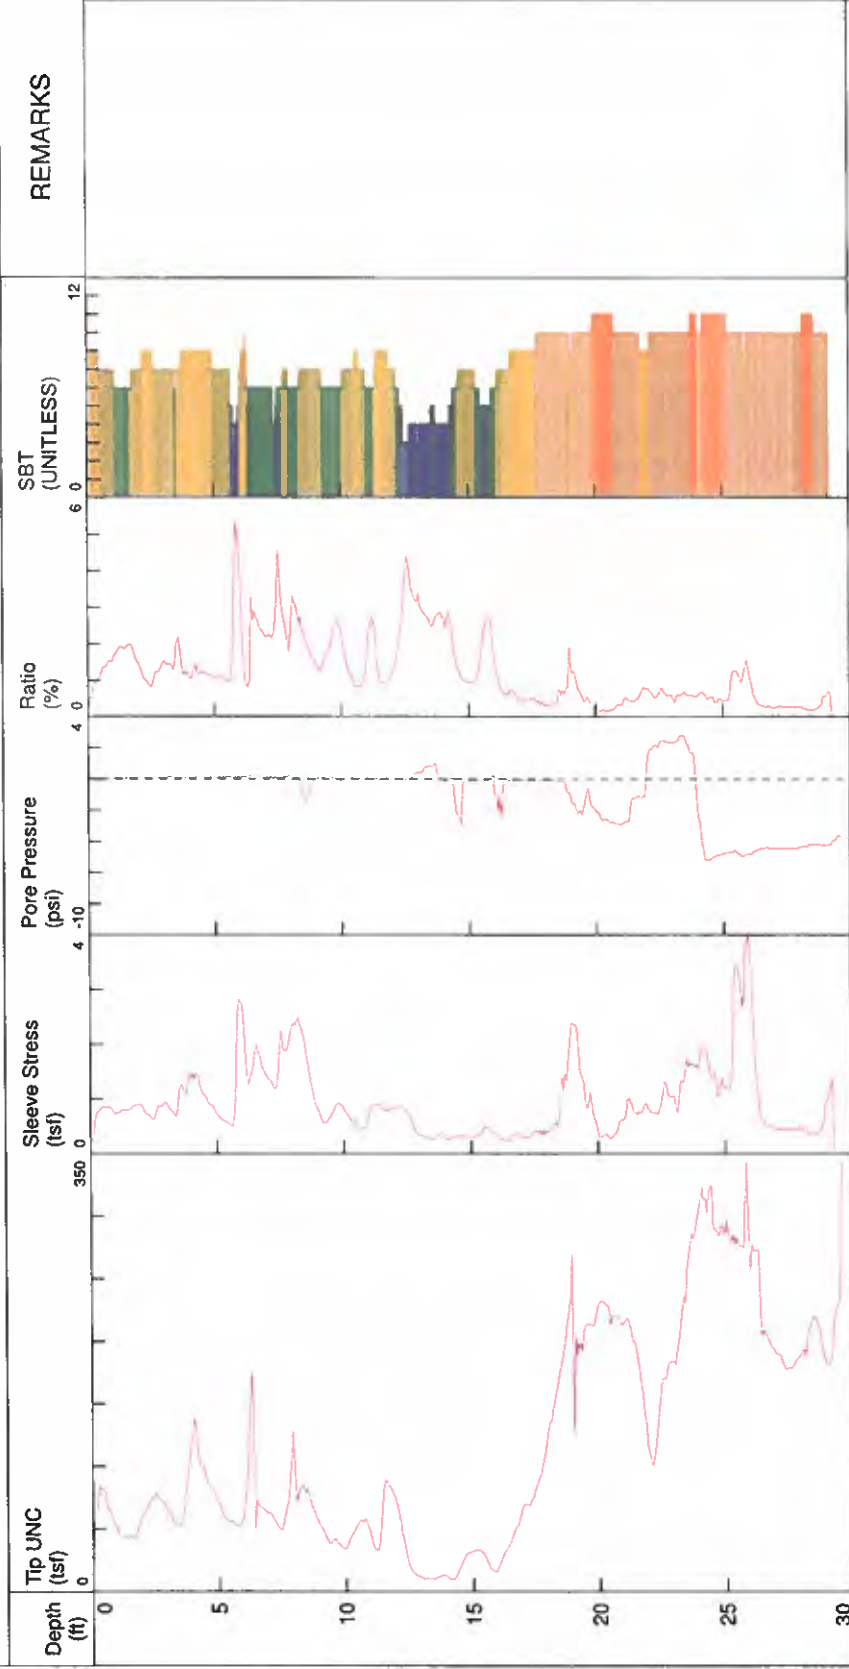 Depth
(ft)
Tip UNC
(tsf)
0
350
Sleeve Stress
(tsf)
0
4
Pore Pressure
(psi)
-10
4
Ratio
(%)
0
6
SBT
(UNITLESS)
0
12
REMARKS
0
5
10
15
20
25
30